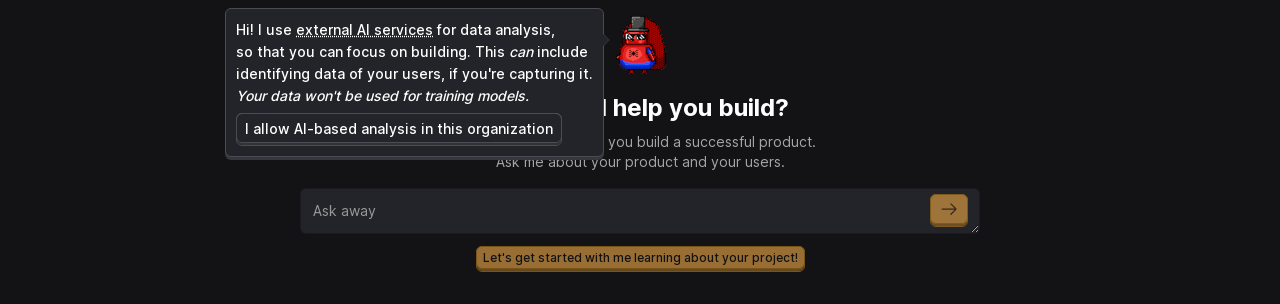 Hi! I use external AI services for data analysis,
so that you can focus on building. This can include
identifying data of your users, if you're capturing it.
Your data won't be used for training models.
I allow AI-based analysis in this organization
help you build?
you build a successful product.
Ask me about your product and your users.
Ask away
Let's get started with me learning about your project!